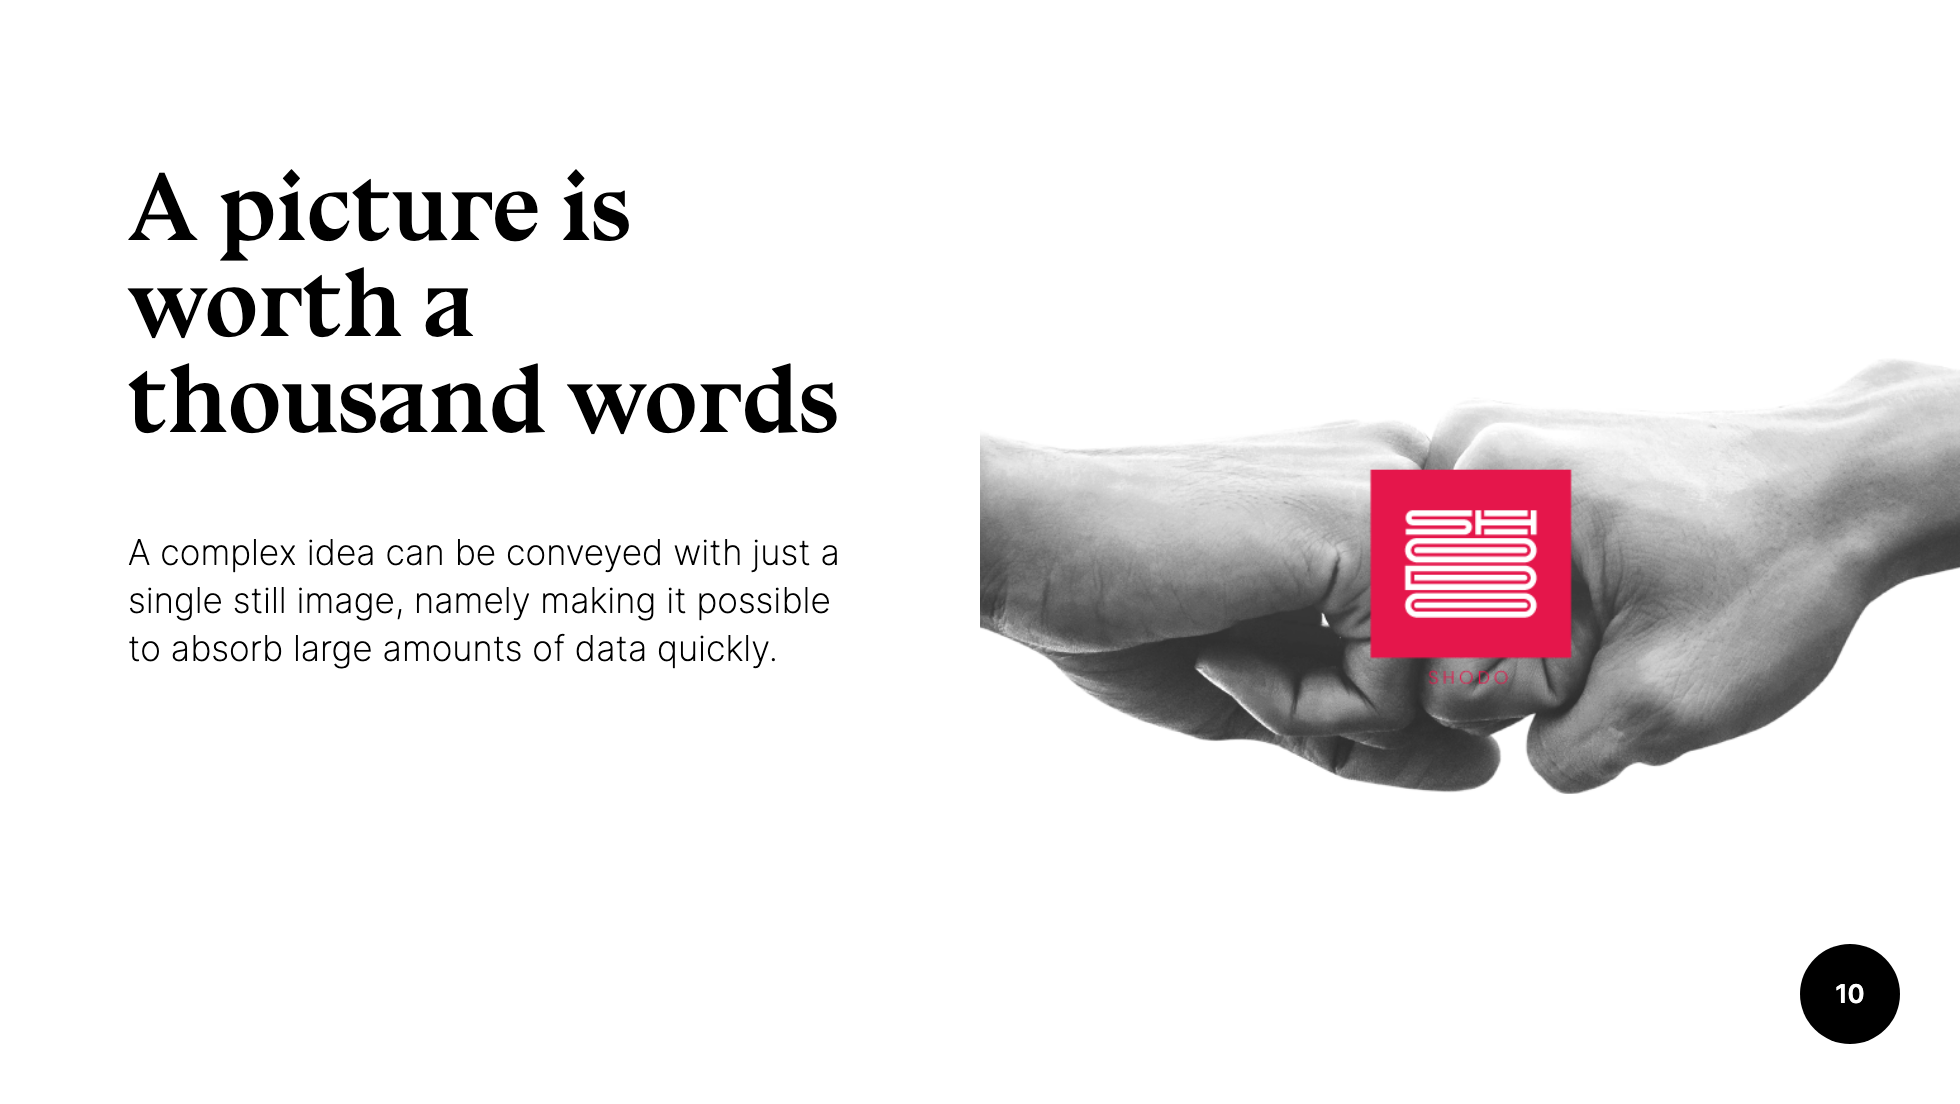 A picture is
worth a
thousand words
A complex idea can be conveyed with just a
single still image, namely making it possible
to absorb large amounts of data quickly.
SH
O
D
O
SHODO
10